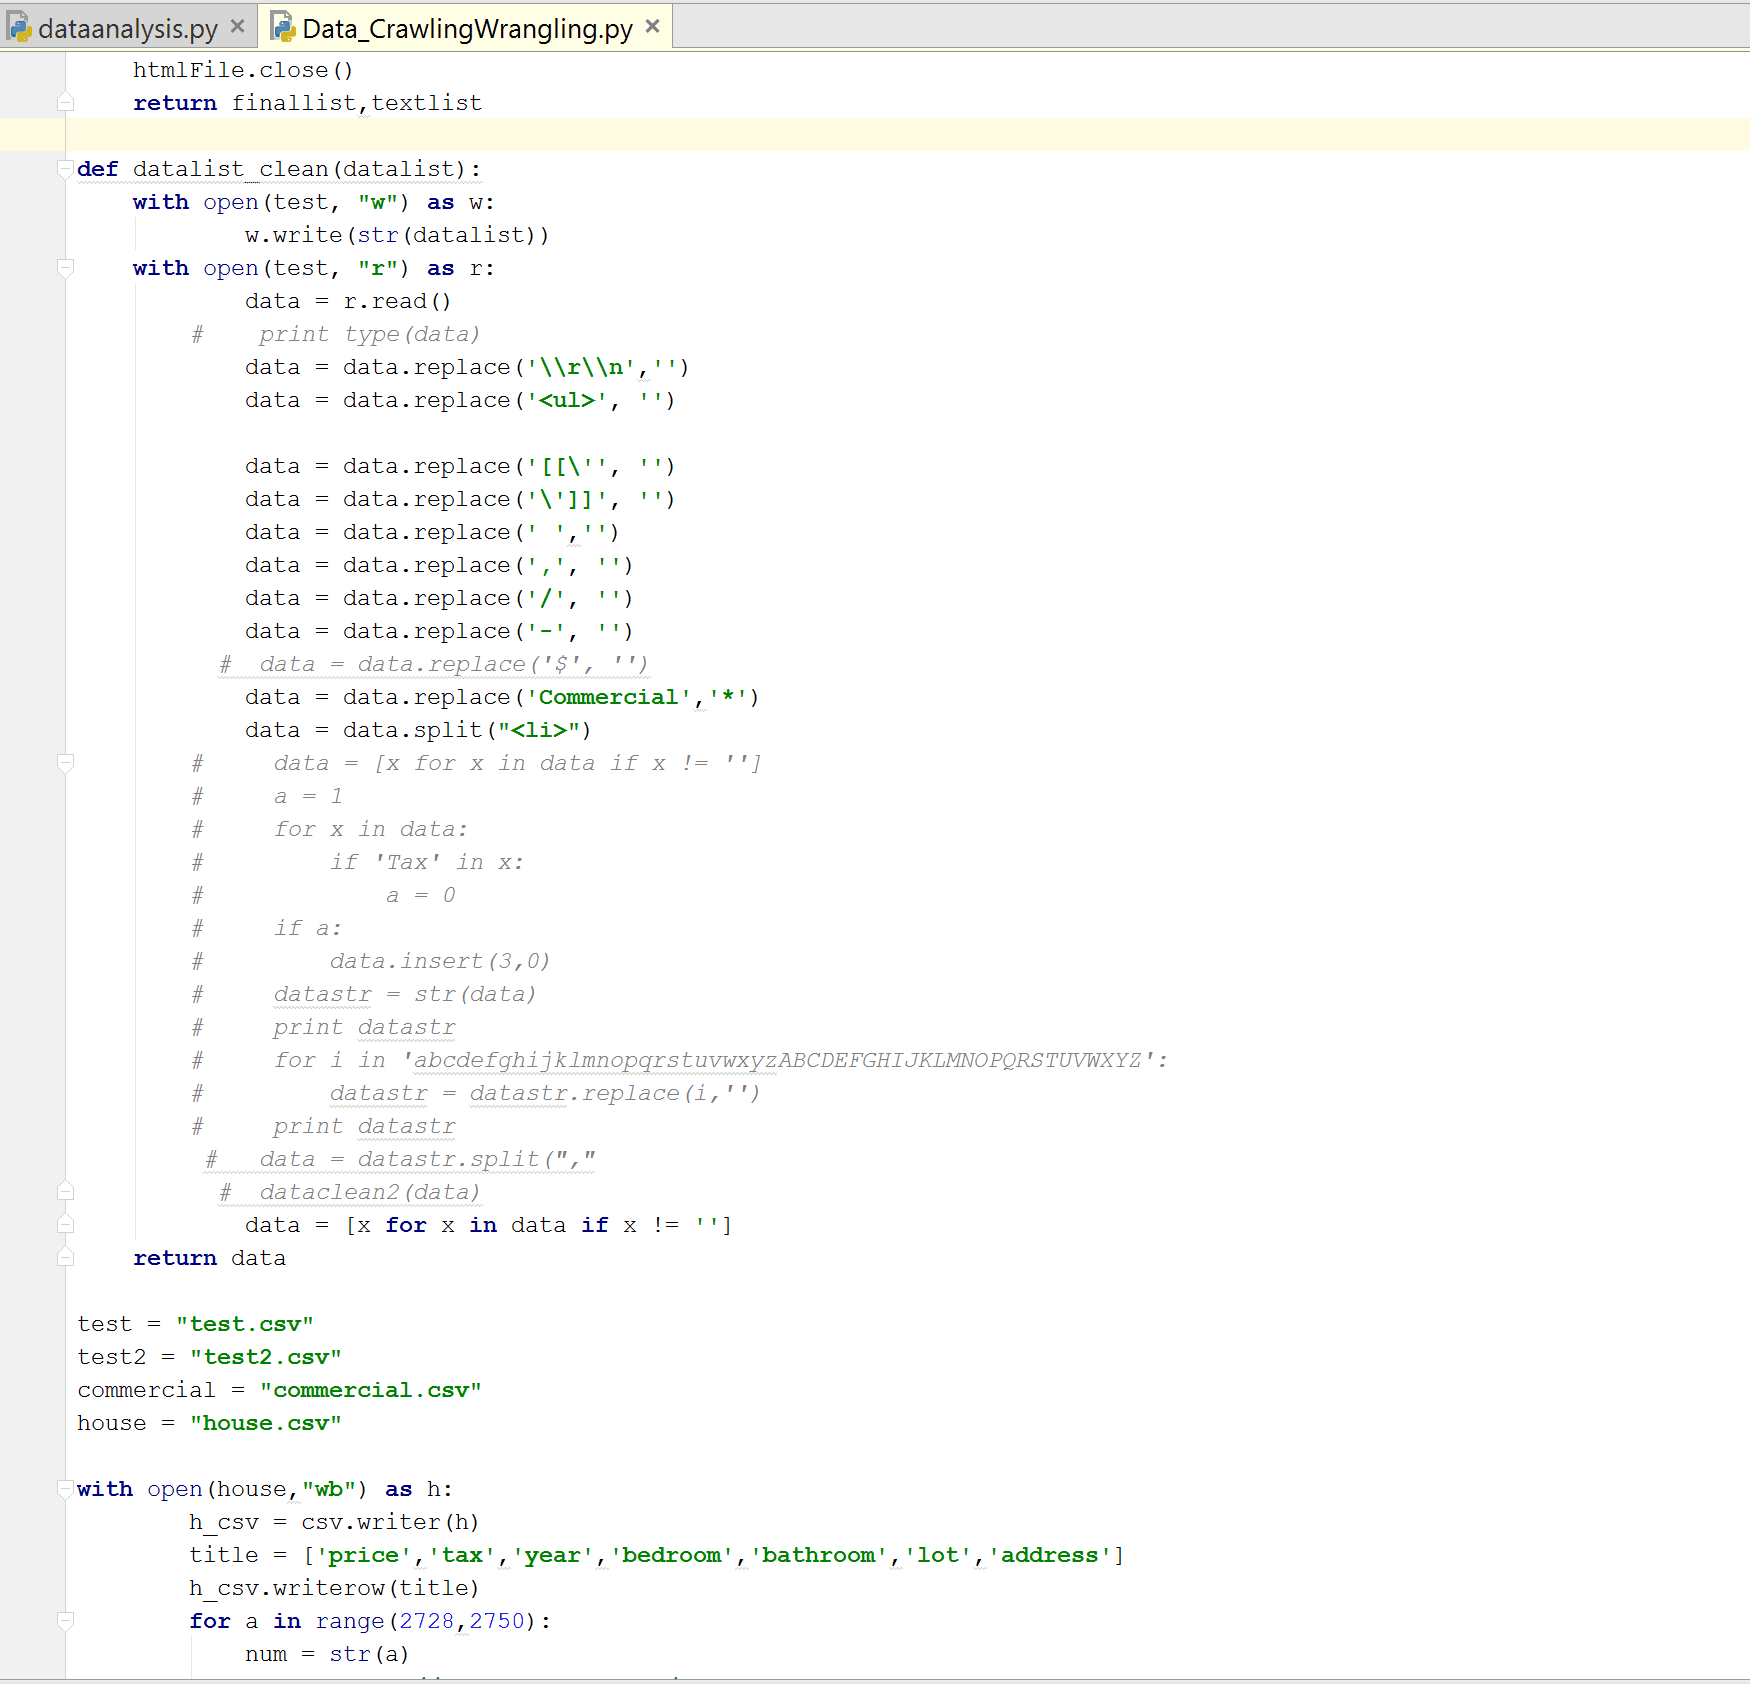 dataanalysis.py × Data_CrawlingWrangling.py ×
    htmlFile.close()
    return finallist,textlist

def datalist_clean(datalist):
    with open(test, "w") as w:
            w.write(str(datalist))
    with open(test, "r") as r:
            data = r.read()
        #    print type(data)
            data = data.replace('\\r\\n','')
            data = data.replace('<ul>', '')

            data = data.replace('[[\'', '')
            data = data.replace('\']]', '')
            data = data.replace(' ','')
            data = data.replace(',', '')
            data = data.replace('/', '')
            data = data.replace('-', '')
          #  data = data.replace('$', '')
            data = data.replace('Commercial','*')
            data = data.split("<li>")
        #     data = [x for x in data if x != '']
        #     a = 1
        #     for x in data:
        #         if 'Tax' in x:
        #             a = 0
        #     if a:
        #         data.insert(3,0)
        #     datastr = str(data)
        #     print datastr
        #     for i in 'abcdefghijklmnopqrstuvwxyzABCDEFGHIJKLMNOPQRSTUVWXYZ':
        #         datastr = datastr.replace(i,'')
        #     print datastr
         #   data = datastr.split(","
          #  dataclean2(data)
            data = [x for x in data if x != '']
    return data

test = "test.csv"
test2 = "test2.csv"
commercial = "commercial.csv"
house = "house.csv"

with open(house,"wb") as h:
        h_csv = csv.writer(h)
        title = ['price','tax','year','bedroom','bathroom','lot','address']
        h_csv.writerow(title)
        for a in range(2728,2750):
            num = str(a)